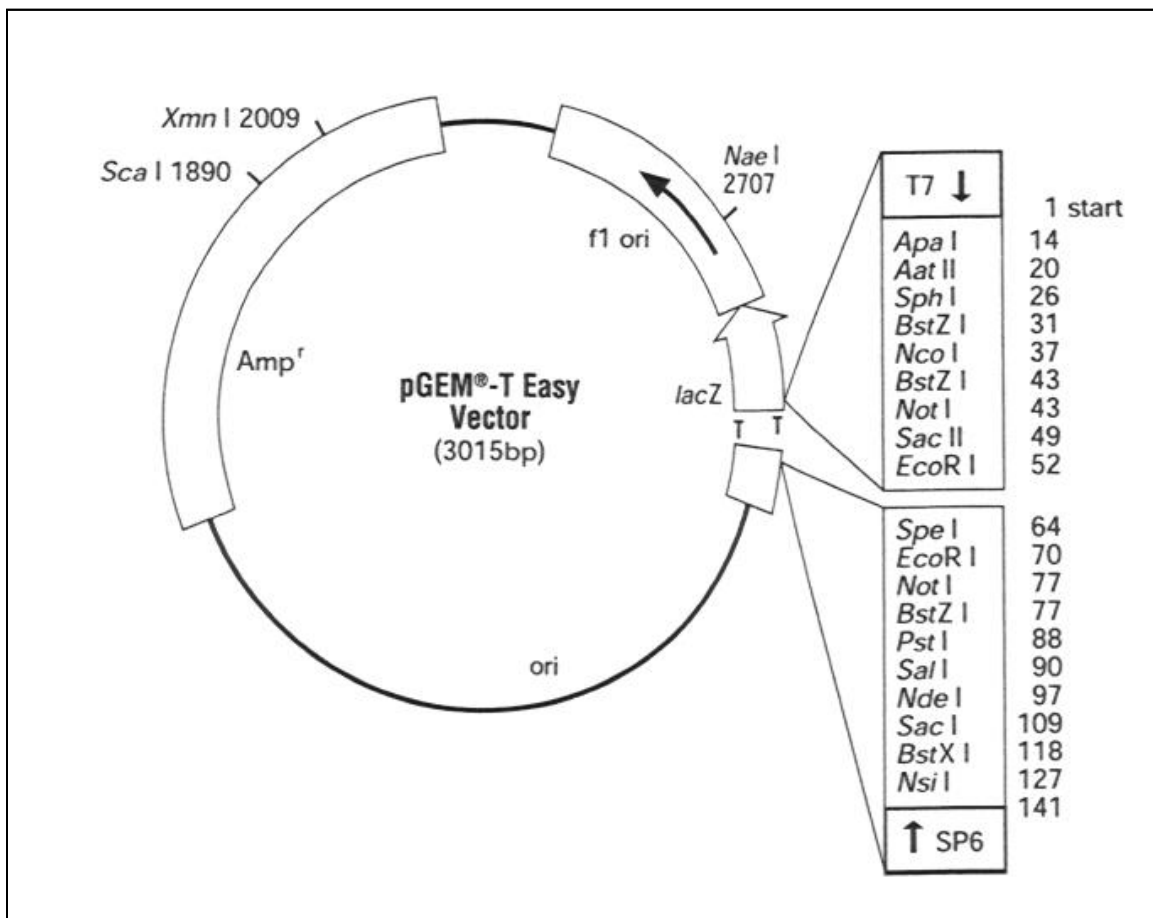 Xmn I 2009
Sca I 1890
Nae I
2707
f1 ori
Ampʳ
pGEM®-T Easy
Vector
(3015bp)
lacZ
T T
ori
T7 ↓
1 start
Apa I 14
Aat II 20
Sph I 26
BstZ I 31
Nco I 37
BstZ I 43
Not I 43
Sac II 49
EcoR I 52
Spe I 64
EcoR I 70
Not I 77
BstZ I 77
Pst I 88
Sal I 90
Nde I 97
Sac I 109
BstX I 118
Nsi I 127
141
↑ SP6